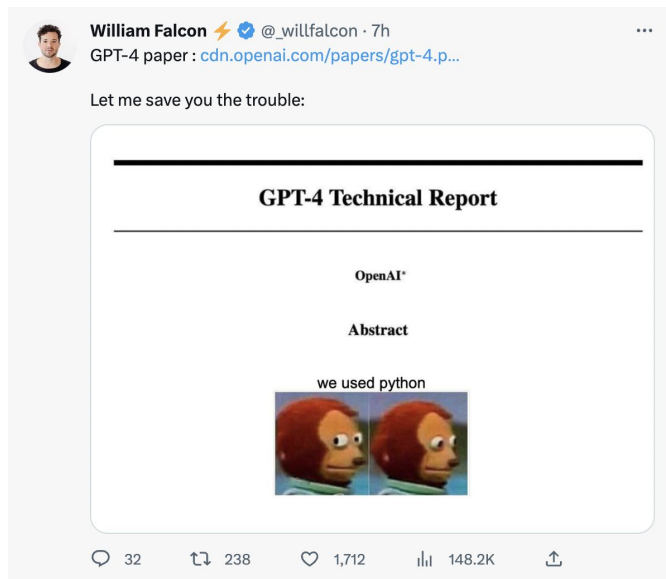 William Falcon ⚡ @_willfalcon · 7h
GPT-4 paper : cdn.openai.com/papers/gpt-4.p...
Let me save you the trouble:
GPT-4 Technical Report
OpenAI*
Abstract
we used python
32 238 1,712 148.2K